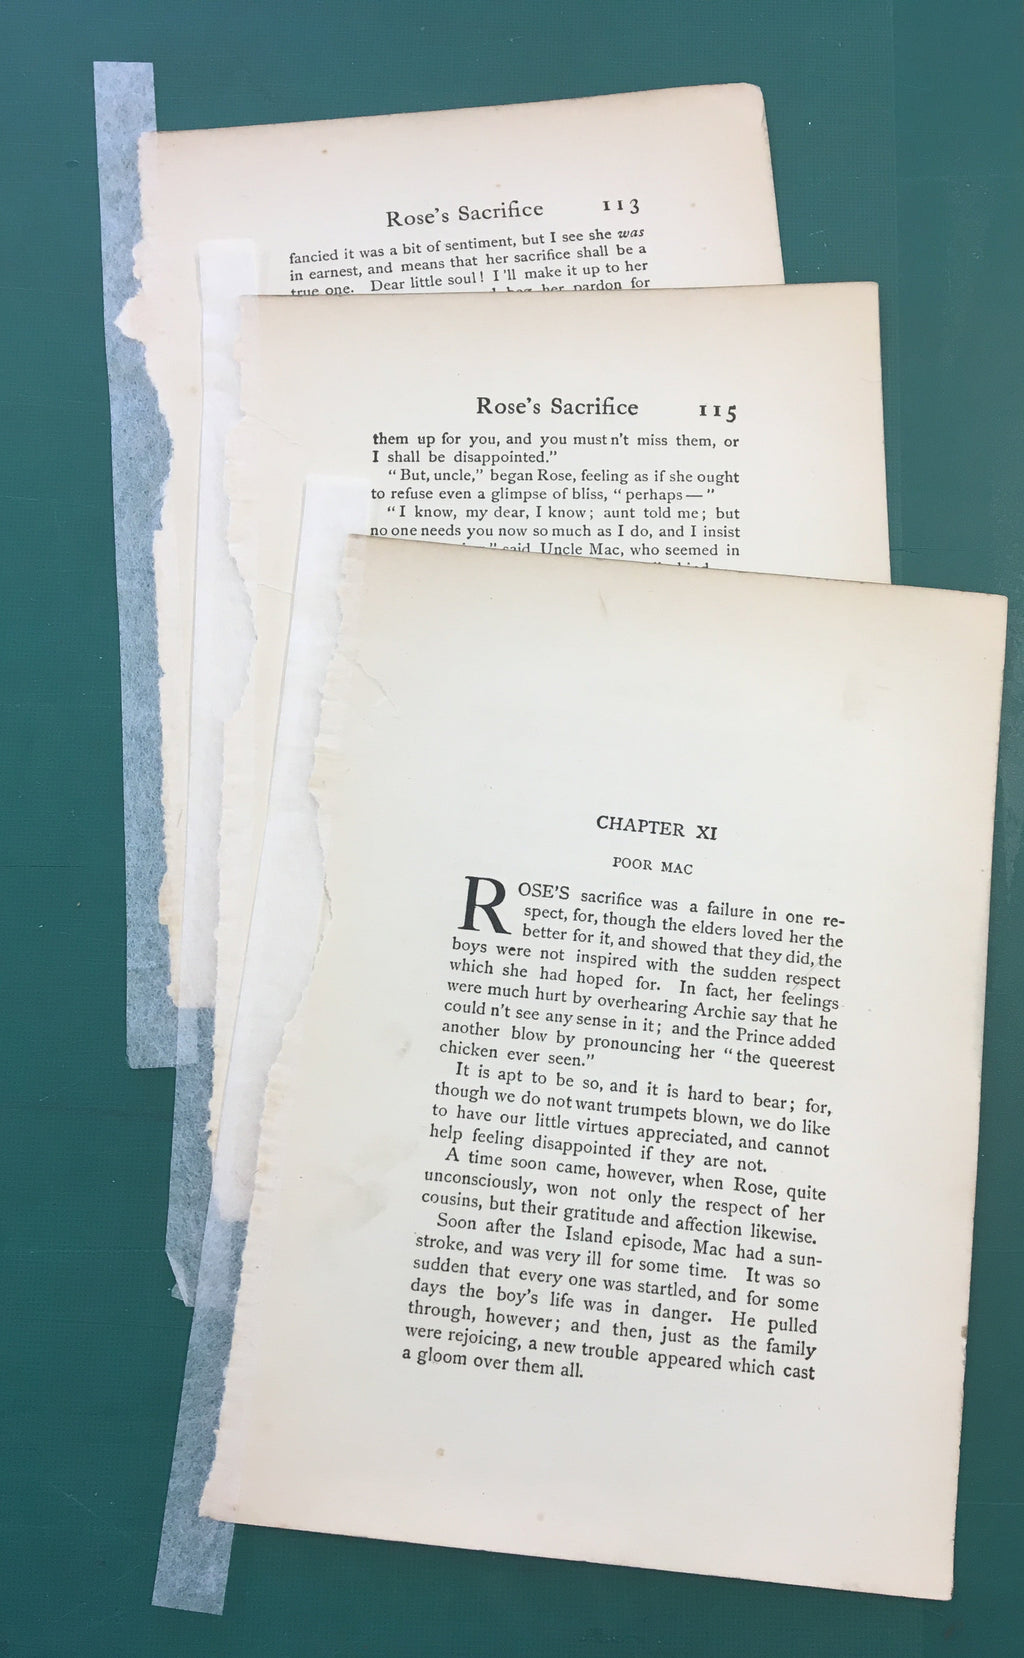 Rose's Sacrifice 113
fancied it was a bit of sentiment, but I see she was
in earnest, and means that her sacrifice shall be a
true one. Dear little soul! I'll make it up to her
her pardon for
Rose's Sacrifice 115
them up for you, and you must n't miss them, or
I shall be disappointed."
"But, uncle," began Rose, feeling as if she ought
to refuse even a glimpse of bliss, "perhaps—"
"I know, my dear, I know; aunt told me; but
no one needs you now so much as I do, and I insist
" said Uncle Mac, who seemed in
CHAPTER XI
POOR MAC
ROSE'S sacrifice was a failure in one re-
spect, for, though the elders loved her the
better for it, and showed that they did, the
boys were not inspired with the sudden respect
which she had hoped for. In fact, her feelings
were much hurt by overhearing Archie say that he
could n't see any sense in it; and the Prince added
another blow by pronouncing her "the queerest
chicken ever seen."
It is apt to be so, and it is hard to bear; for,
though we do not want trumpets blown, we do like
to have our little virtues appreciated, and cannot
help feeling disappointed if they are not.
A time soon came, however, when Rose, quite
unconsciously, won not only the respect of her
cousins, but their gratitude and affection likewise.
Soon after the Island episode, Mac had a sun-
stroke, and was very ill for some time. It was so
sudden that every one was startled, and for some
days the boy's life was in danger. He pulled
through, however; and then, just as the family
were rejoicing, a new trouble appeared which cast
a gloom over them all.